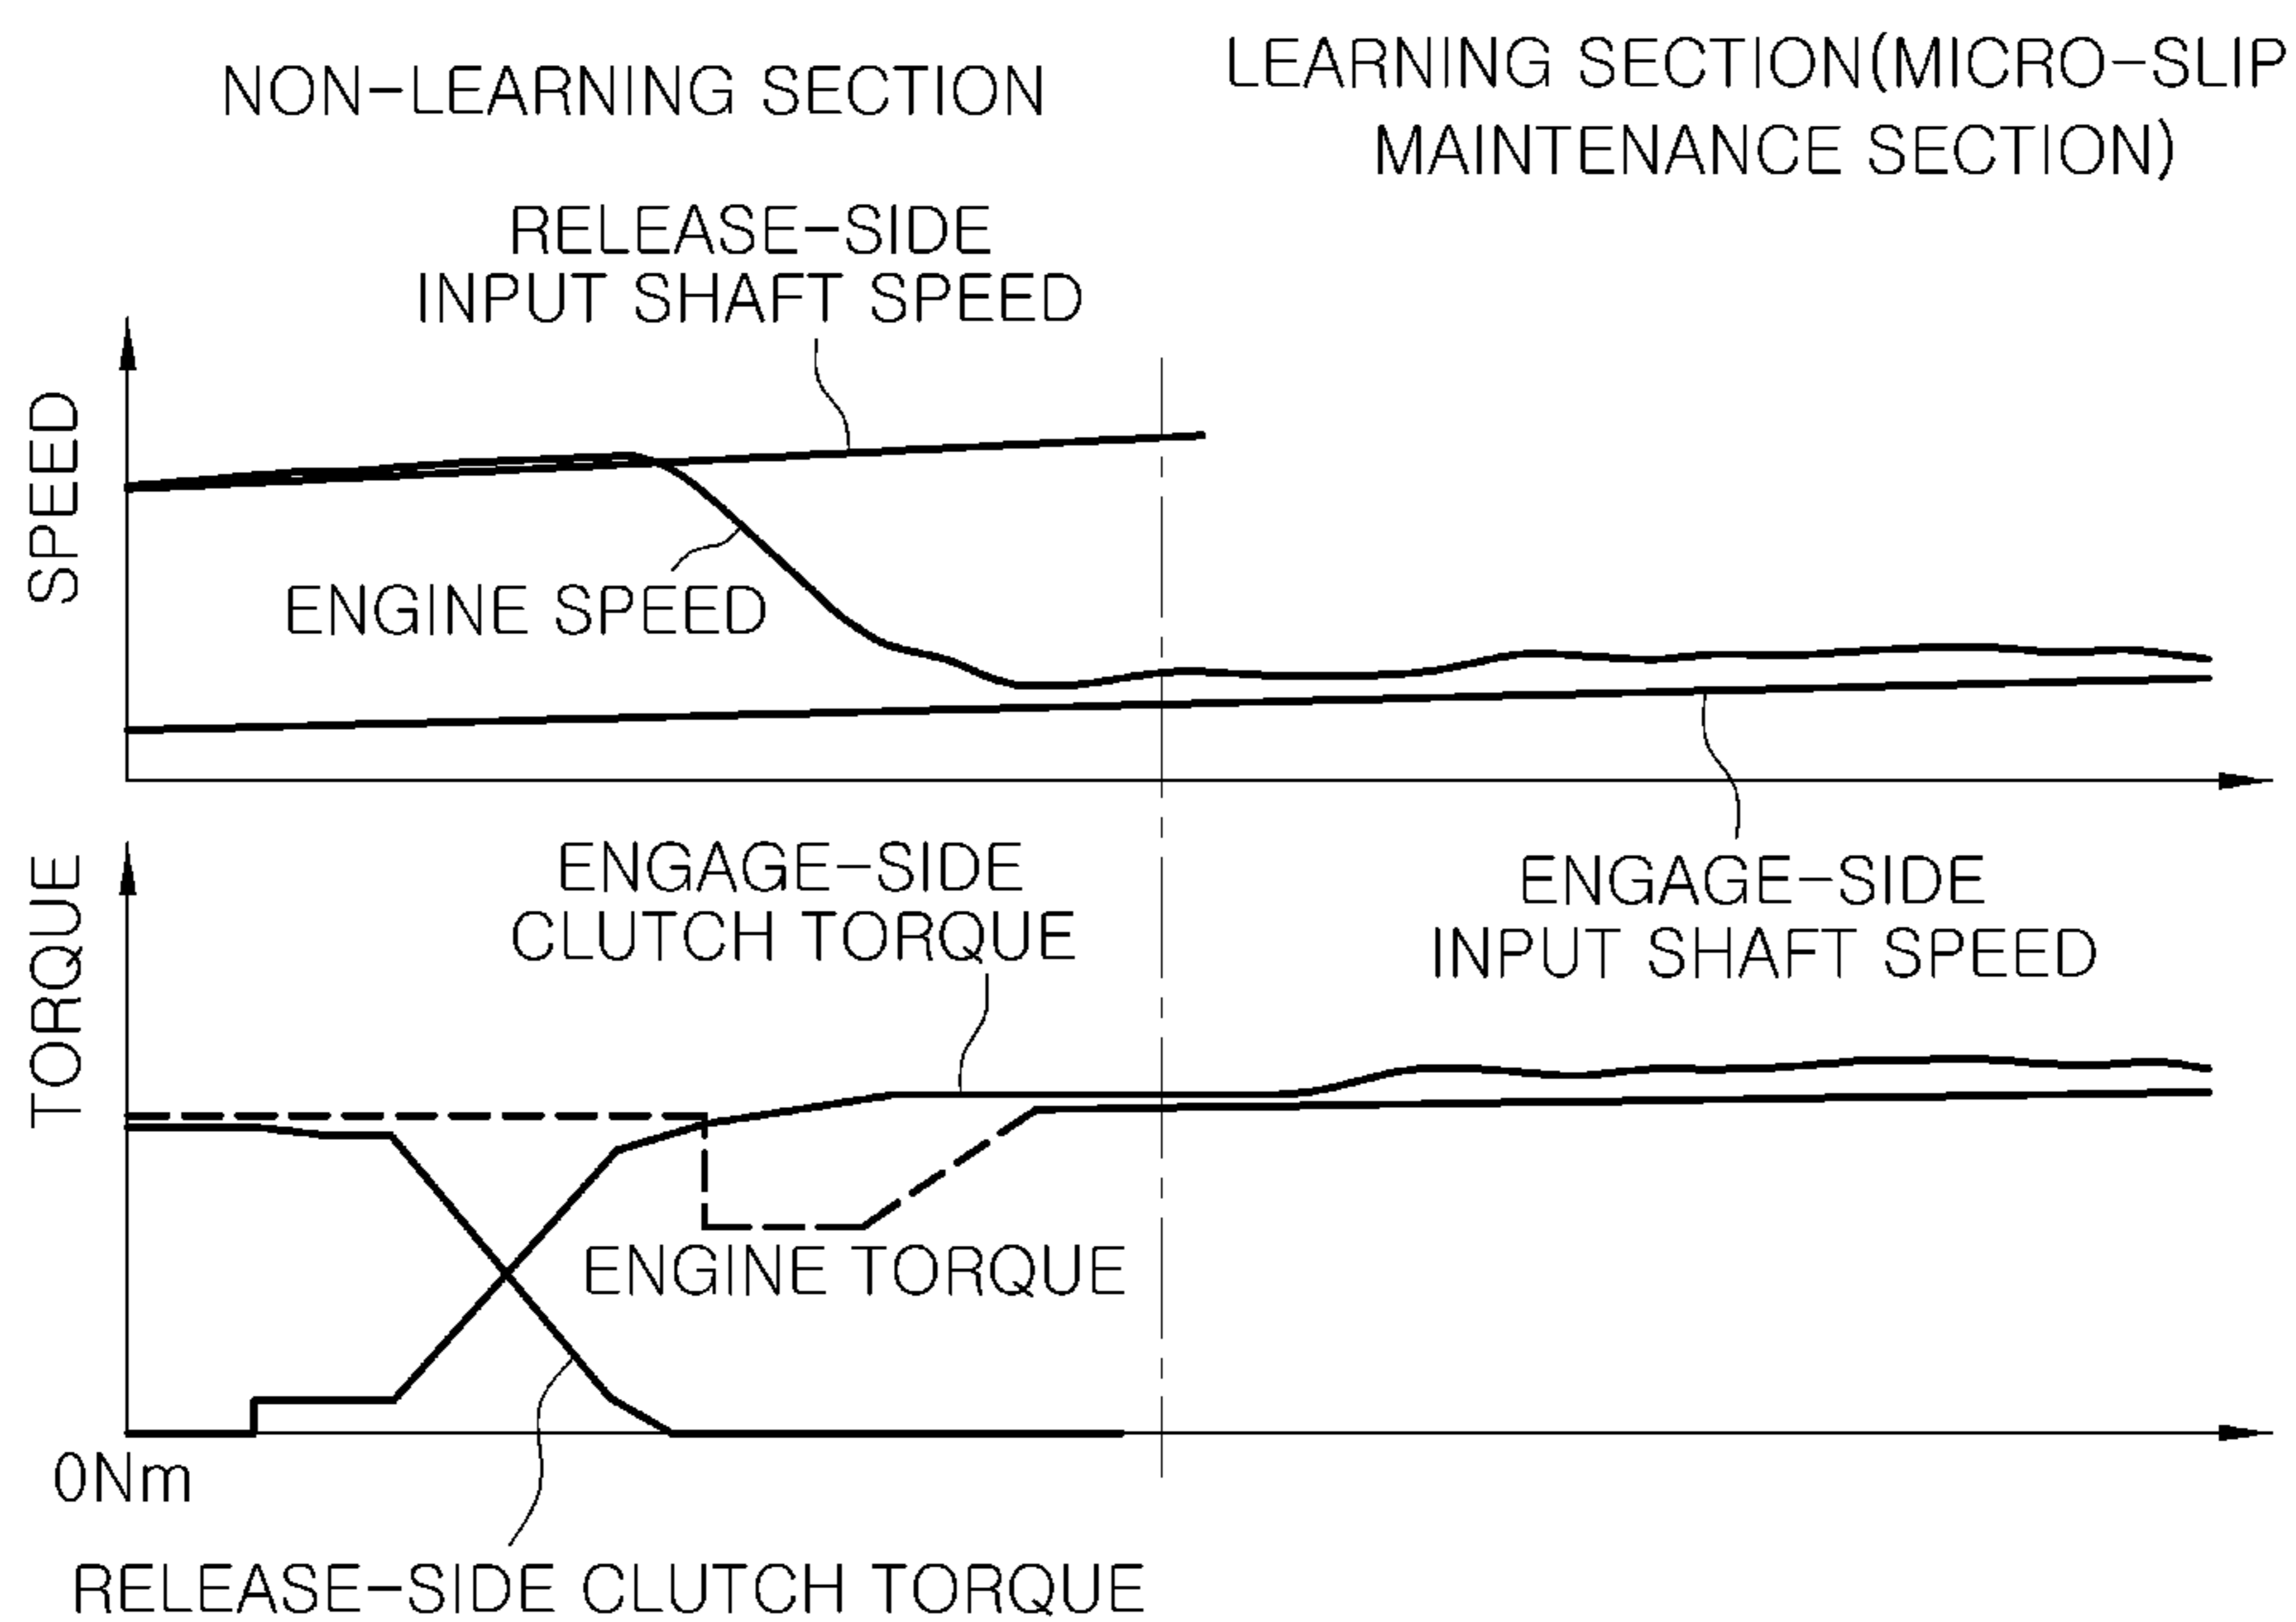 NON-LEARNING SECTION
LEARNING SECTION(MICRO-SLIP
MAINTENANCE SECTION)
RELEASE-SIDE
INPUT SHAFT SPEED
SPEED
ENGINE SPEED
ENGAGE-SIDE
INPUT SHAFT SPEED
TORQUE
ENGAGE-SIDE
CLUTCH TORQUE
ENGINE TORQUE
0Nm
RELEASE-SIDE CLUTCH TORQUE